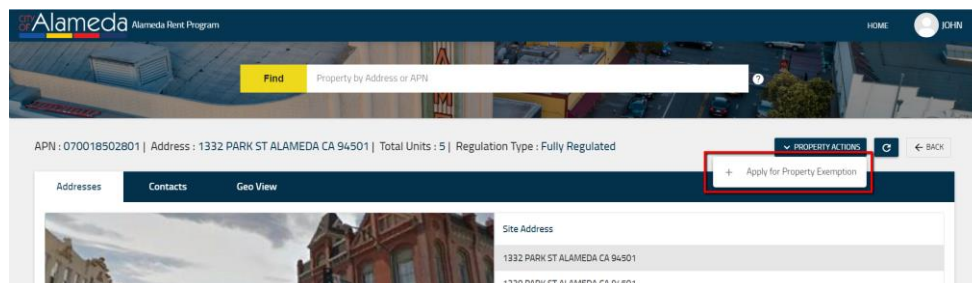 CITY OF Alameda Alameda Rent Program HOME JOHN
Find Property by Address or APN ?
APN : 070018502801 | Address : 1332 PARK ST ALAMEDA CA 94501 | Total Units : 5 | Regulation Type : Fully Regulated PROPERTY ACTIONS BACK
+ Apply for Property Exemption
Addresses Contacts Geo View
Site Address
1332 PARK ST ALAMEDA CA 94501